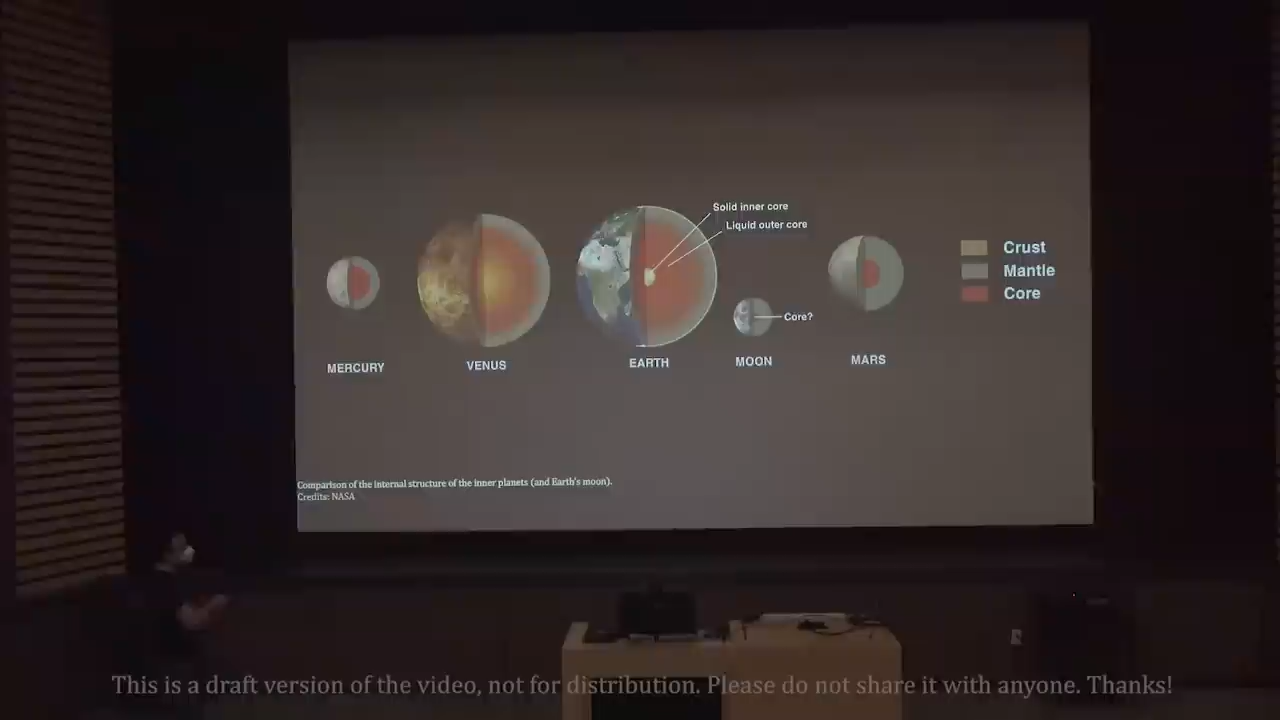 Solid inner core
Liquid outer core
Crust
Mantle
Core
Core?
MERCURY
VENUS
EARTH
MOON
MARS
Comparison of the internal structure of the inner planets (and Earth's moon).
Credits: NASA
This is a draft version of the video, not for distribution. Please do not share it with anyone. Thanks!